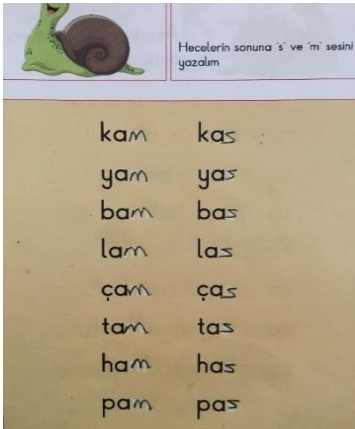 Hecelerin sonuna 's' ve 'm' sesini
yazalım
kam kas
yam yas
bam bas
lam las
çam ças
tam tas
ham has
pam pas